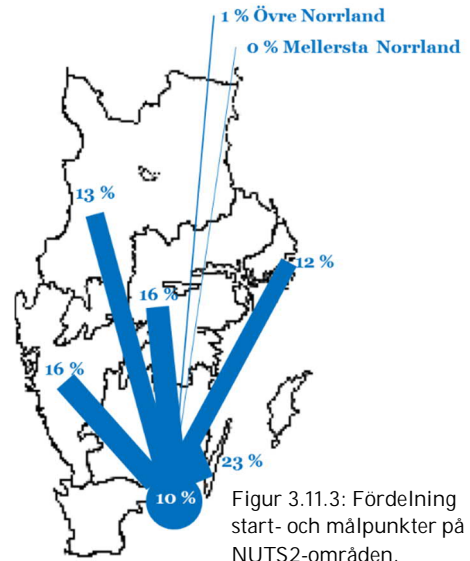 1 % Övre Norrland
0 % Mellersta Norrland
13 %
12 %
16 %
16 %
23 %
10 %
Figur 3.11.3: Fördelning
start- och målpunkter på
NUTS2-områden.